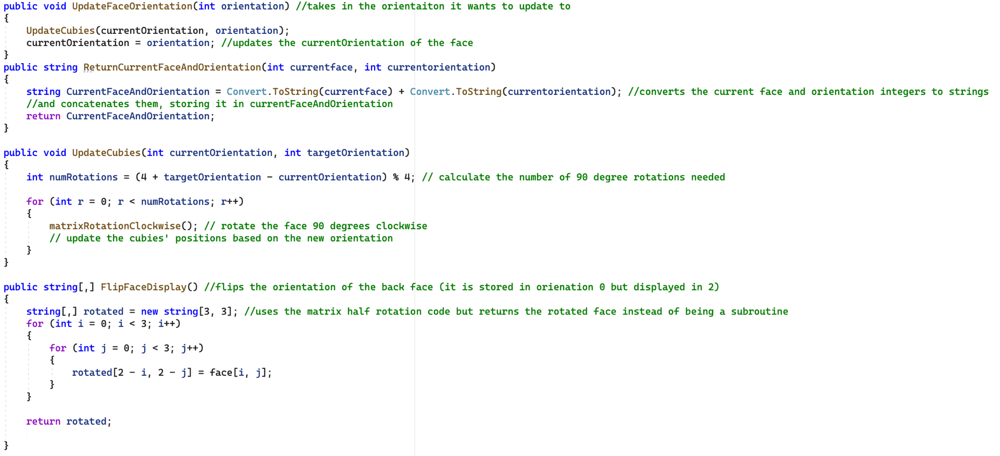 public void UpdateFaceOrientation(int orientation) //takes in the orientaiton it wants to update to
{
    UpdateCubies(currentOrientation, orientation);
    currentOrientation = orientation; //updates the currentOrientation of the face
}
public string ReturnCurrentFaceAndOrientation(int currentface, int currentorientation)
{
    string CurrentFaceAndOrientation = Convert.ToString(currentface) + Convert.ToString(currentorientation); //converts the current face and orientation integers to strings
    //and concatenates them, storing it in currentFaceAndOrientation
    return CurrentFaceAndOrientation;
}

public void UpdateCubies(int currentOrientation, int targetOrientation)
{
    int numRotations = (4 + targetOrientation - currentOrientation) % 4; // calculate the number of 90 degree rotations needed

    for (int r = 0; r < numRotations; r++)
    {
        matrixRotationClockwise(); // rotate the face 90 degrees clockwise
        // update the cubies' positions based on the new orientation
    }
}

public string[,] FlipFaceDisplay() //flips the orientation of the back face (it is stored in orienation 0 but displayed in 2)
{
    string[,] rotated = new string[3, 3]; //uses the matrix half rotation code but returns the rotated face instead of being a subroutine
    for (int i = 0; i < 3; i++)
    {
        for (int j = 0; j < 3; j++)
        {
            rotated[2 - i, 2 - j] = face[i, j];
        }
    }

    return rotated;

}